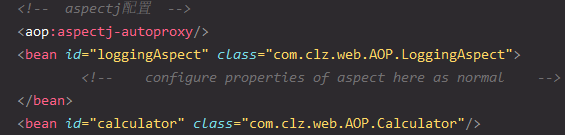 <!--  aspectj配置  -->
<aop:aspectj-autoproxy/>
<bean id="loggingAspect" class="com.clz.web.AOP.LoggingAspect">
<!--   configure properties of aspect here as normal   -->
</bean>
<bean id="calculator" class="com.clz.web.AOP.Calculator"/>